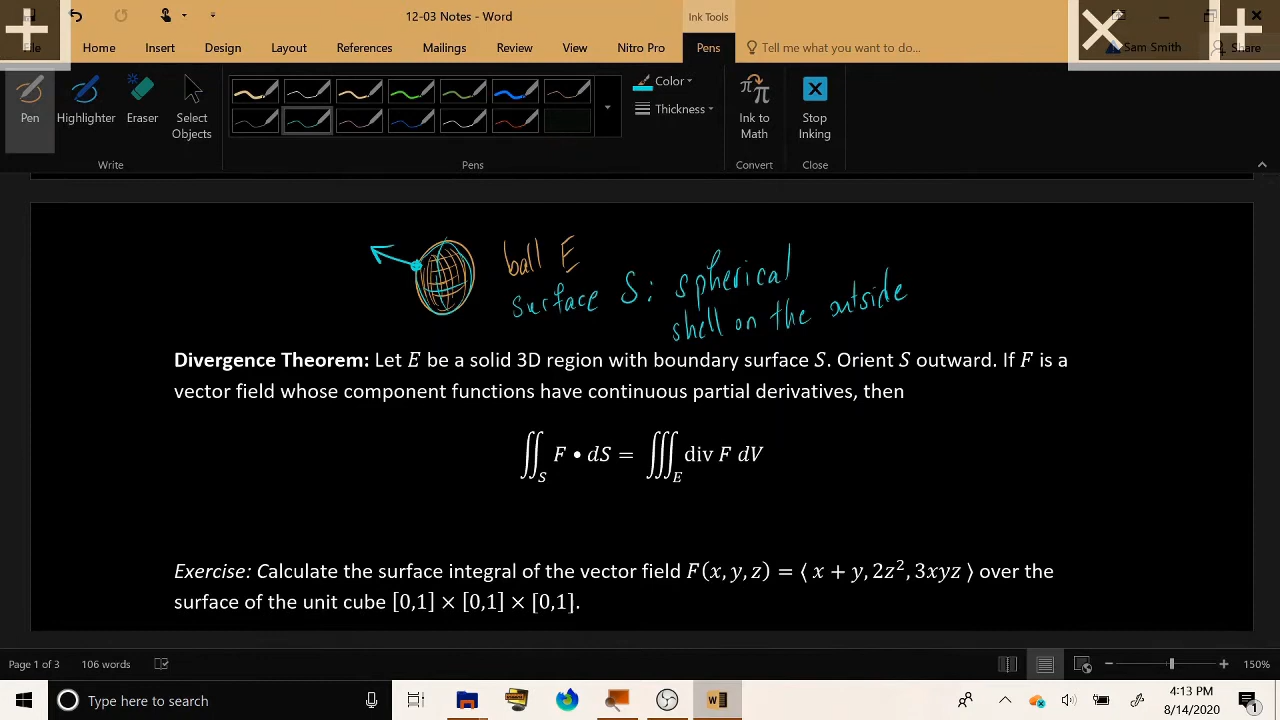 12-03 Notes - Word
Ink Tools
File Home Insert Design Layout References Mailings Review View Nitro Pro Pens Tell me what you want to do... Sam Smith Share
Pen Highlighter Eraser Select Objects
Color
Thickness
Ink to Math
Stop Inking
Write Pens Convert Close
ball E
surface S: spherical
shell on the outside
Divergence Theorem: Let E be a solid 3D region with boundary surface S. Orient S outward. If F is a
vector field whose component functions have continuous partial derivatives, then
∬_S F • dS = ∭_E div F dV
Exercise: Calculate the surface integral of the vector field F(x, y, z) = ⟨ x + y, 2z², 3xyz ⟩ over the
surface of the unit cube [0,1] × [0,1] × [0,1].
Page 1 of 3 106 words 150%
Type here to search
4:13 PM
8/14/2020
1